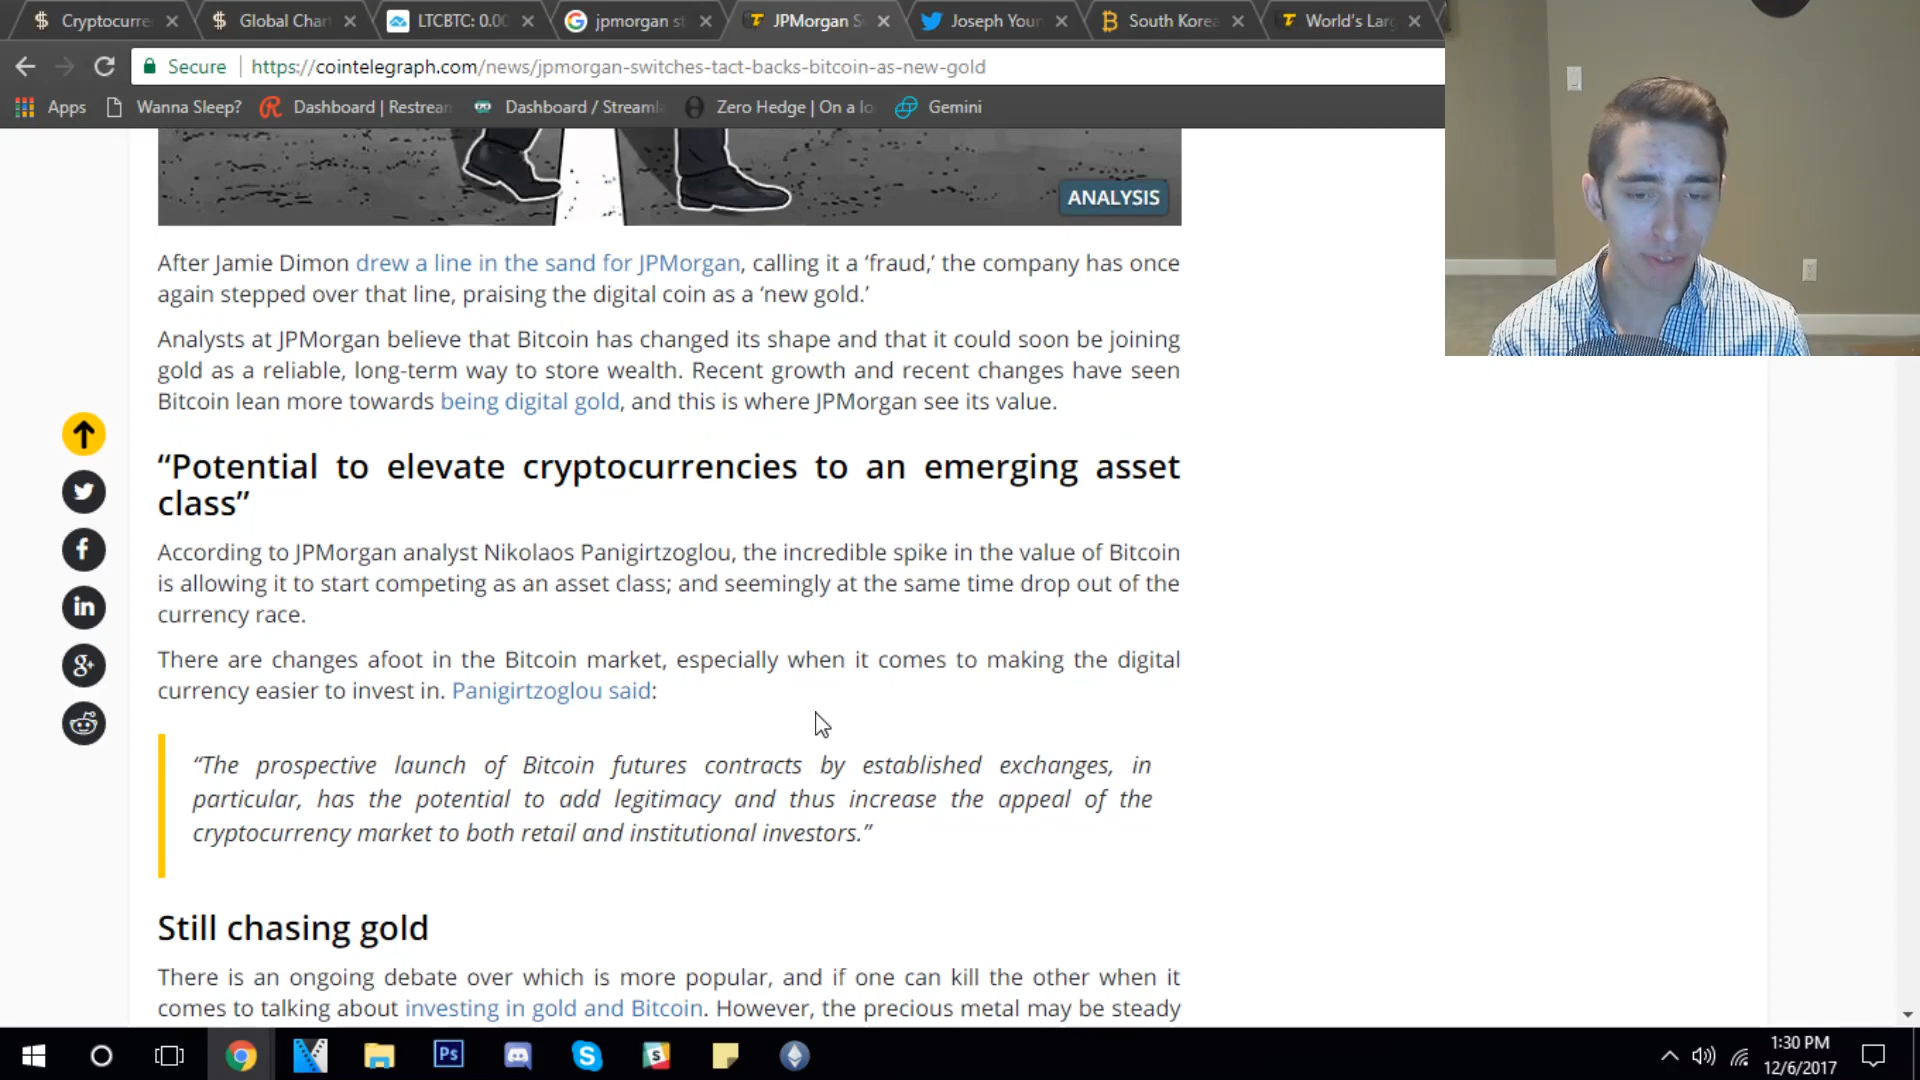 Cryptocurre
Global Char
LTCBTC: 0.00
jpmorgan st
JPMorgan S
Joseph Youn
South Korea
World's Larg
Secure
https://cointelegraph.com/news/jpmorgan-switches-tact-backs-bitcoin-as-new-gold
Apps
Wanna Sleep?
Dashboard | Restream
Dashboard / Streamla
Zero Hedge | On a lo
Gemini
ANALYSIS
After Jamie Dimon drew a line in the sand for JPMorgan, calling it a ‘fraud,’ the company has once
again stepped over that line, praising the digital coin as a ‘new gold.’
Analysts at JPMorgan believe that Bitcoin has changed its shape and that it could soon be joining
gold as a reliable, long-term way to store wealth. Recent growth and recent changes have seen
Bitcoin lean more towards being digital gold, and this is where JPMorgan see its value.
“Potential to elevate cryptocurrencies to an emerging asset
class”
According to JPMorgan analyst Nikolaos Panigirtzoglou, the incredible spike in the value of Bitcoin
is allowing it to start competing as an asset class; and seemingly at the same time drop out of the
currency race.
There are changes afoot in the Bitcoin market, especially when it comes to making the digital
currency easier to invest in. Panigirtzoglou said:
“The prospective launch of Bitcoin futures contracts by established exchanges, in
particular, has the potential to add legitimacy and thus increase the appeal of the
cryptocurrency market to both retail and institutional investors.”
Still chasing gold
There is an ongoing debate over which is more popular, and if one can kill the other when it
comes to talking about investing in gold and Bitcoin. However, the precious metal may be steady
Ps
1:30 PM
12/6/2017